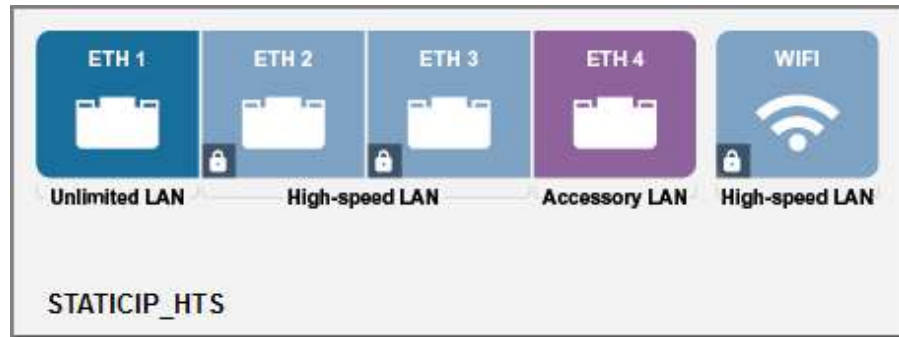 ETH 1 ETH 2 ETH 3 ETH 4 WIFI
Unlimited LAN High-speed LAN Accessory LAN High-speed LAN
STATICIP_HTS